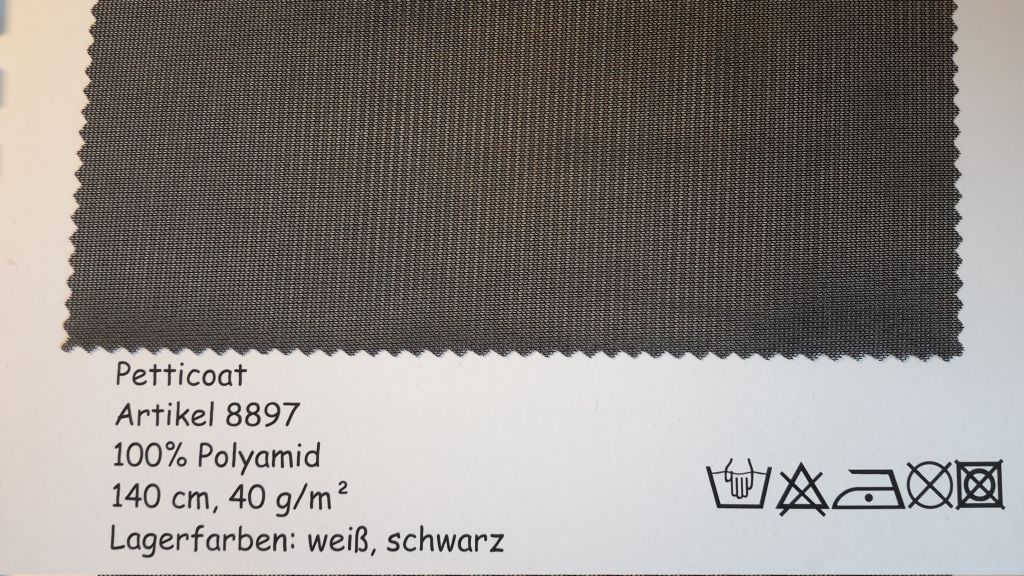 Petticoat
Artikel 8897
100% Polyamid
140 cm, 40 g/m²
Lagerfarben: weiß, schwarz